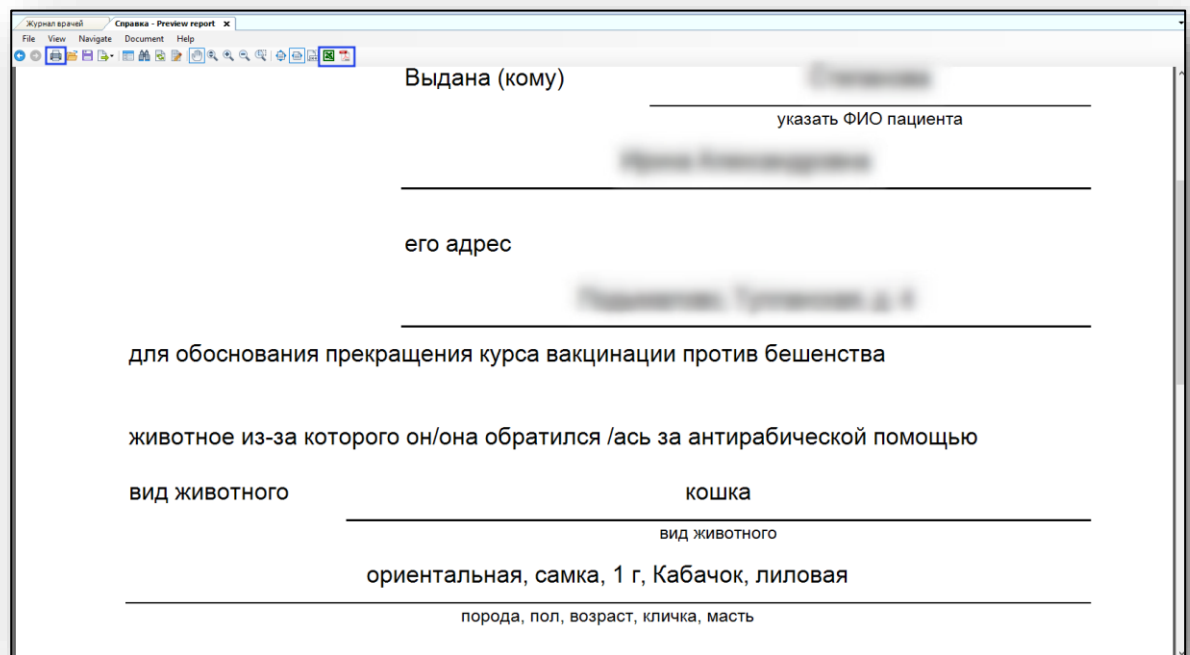 Журнал врачей Справка - Preview report X
File View Navigate Document Help
Выдана (кому)
указать ФИО пациента
его адрес
для обоснования прекращения курса вакцинации против бешенства
животное из-за которого он/она обратился /ась за антирабической помощью
вид животного кошка
вид животного
ориентальная, самка, 1 г, Кабачок, лиловая
порода, пол, возраст, кличка, масть